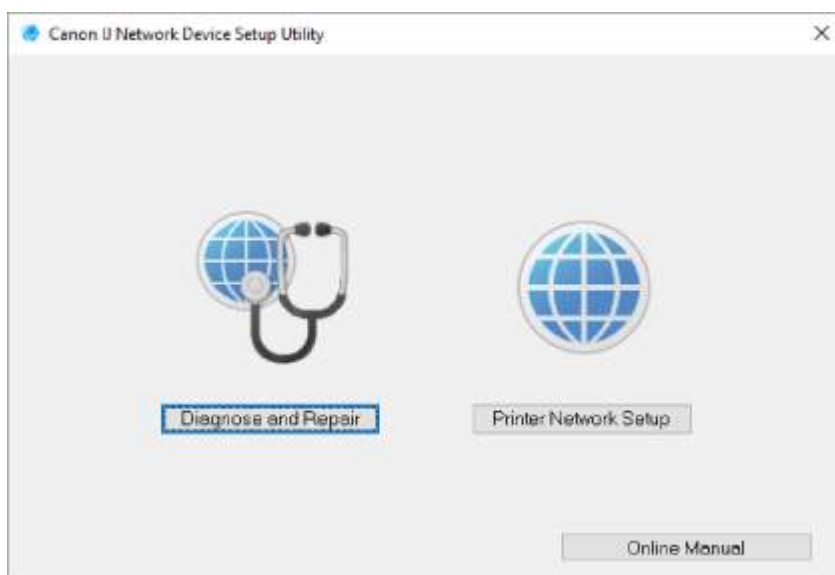 Canon IJ Network Device Setup Utility
Diagnose and Repair
Printer Network Setup
Online Manual